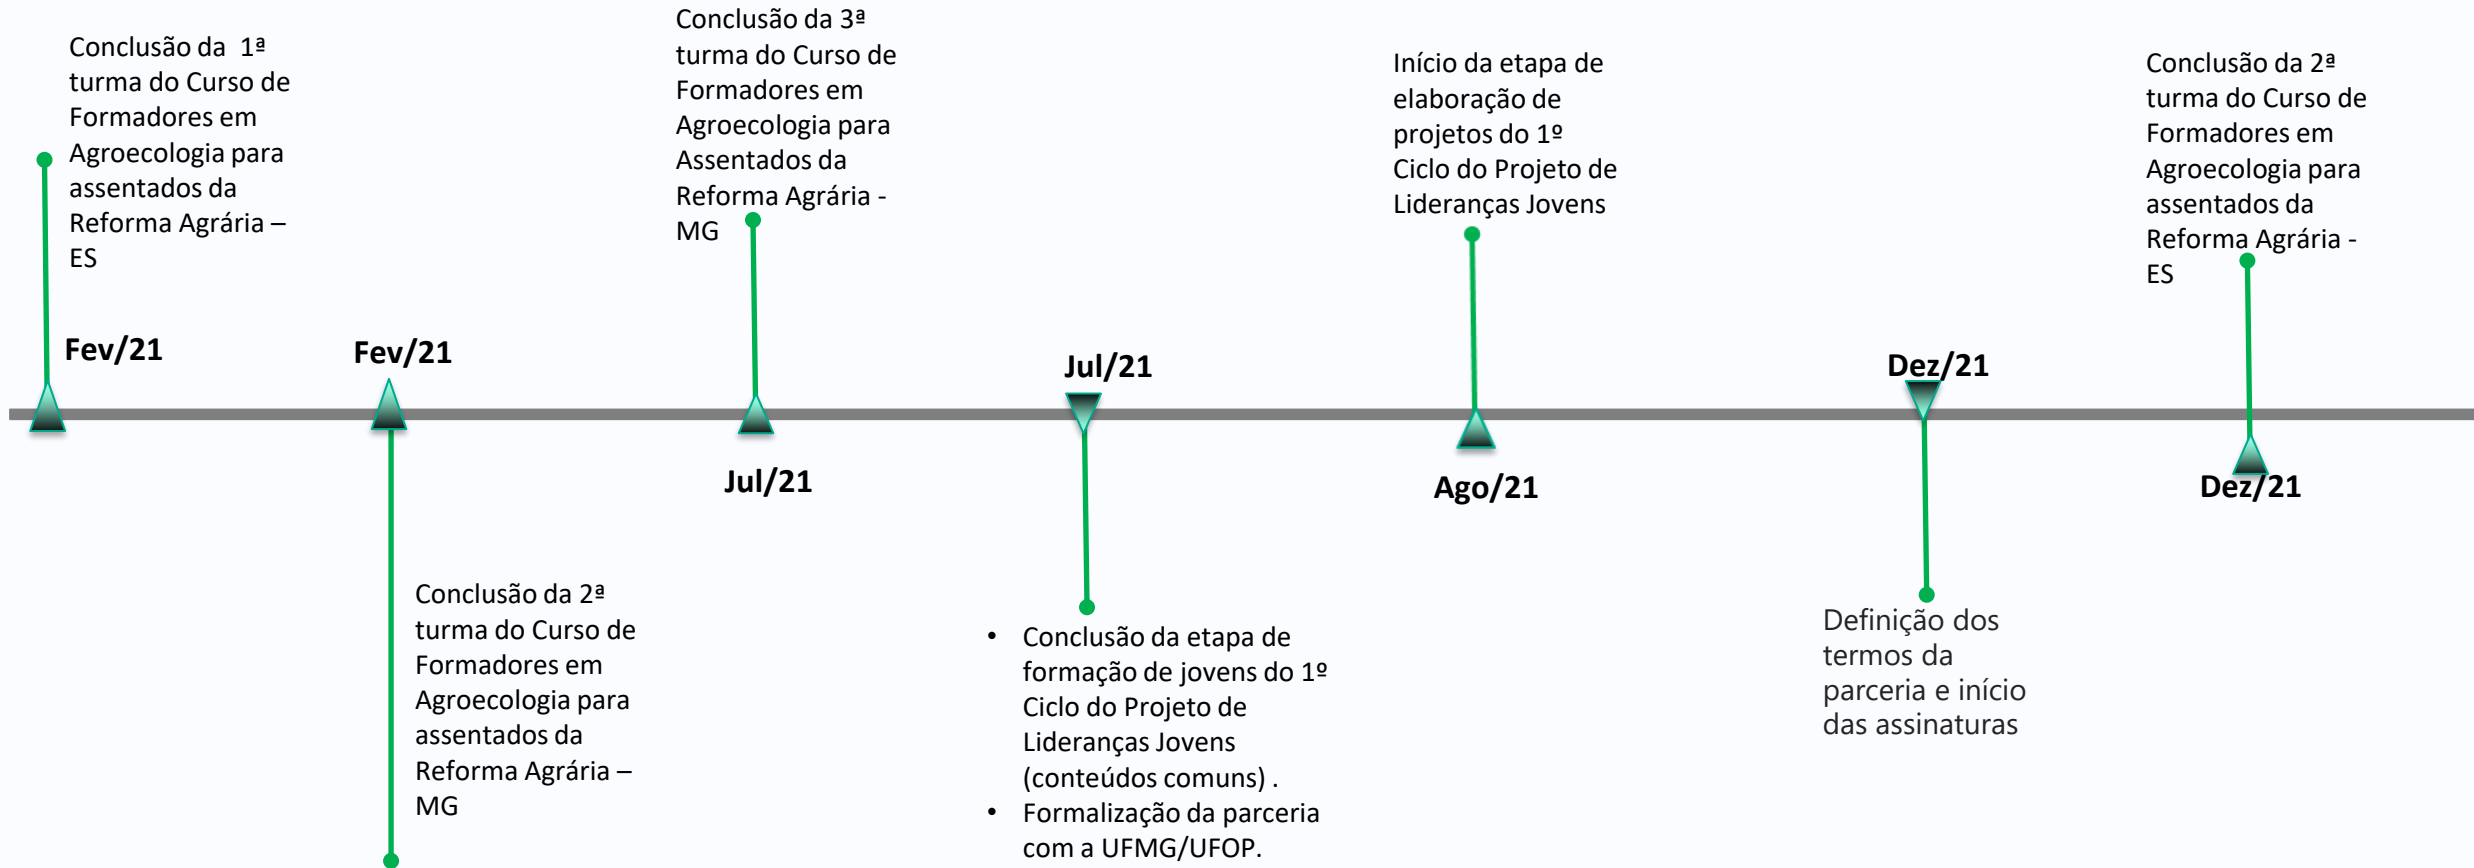 Conclusão da 1ª
turma do Curso de
Formadores em
Agroecologia para
assentados da
Reforma Agrária –
ES
Fev/21
Fev/21
Conclusão da 2ª
turma do Curso de
Formadores em
Agroecologia para
assentados da
Reforma Agrária –
MG
Conclusão da 3ª
turma do Curso de
Formadores em
Agroecologia para
Assentados da
Reforma Agrária -
MG
Jul/21
Jul/21
• Conclusão da etapa de
formação de jovens do 1º
Ciclo do Projeto de
Lideranças Jovens
(conteúdos comuns) .
• Formalização da parceria
com a UFMG/UFOP.
Início da etapa de
elaboração de
projetos do 1º
Ciclo do Projeto de
Lideranças Jovens
Ago/21
Dez/21
Definição dos
termos da
parceria e início
das assinaturas
Conclusão da 2ª
turma do Curso de
Formadores em
Agroecologia para
assentados da
Reforma Agrária -
ES
Dez/21